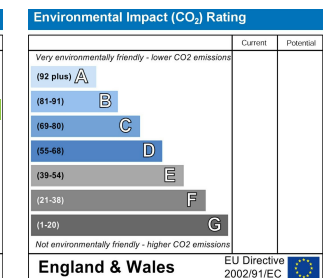 Environmental Impact (CO₂) Rating
Current Potential
Very environmentally friendly - lower CO2 emissions
(92 plus) A
(81-91) B
(69-80) C
(55-68) D
(39-54) E
(21-38) F
(1-20) G
Not environmentally friendly - higher CO2 emissions
England & Wales
EU Directive
2002/91/EC